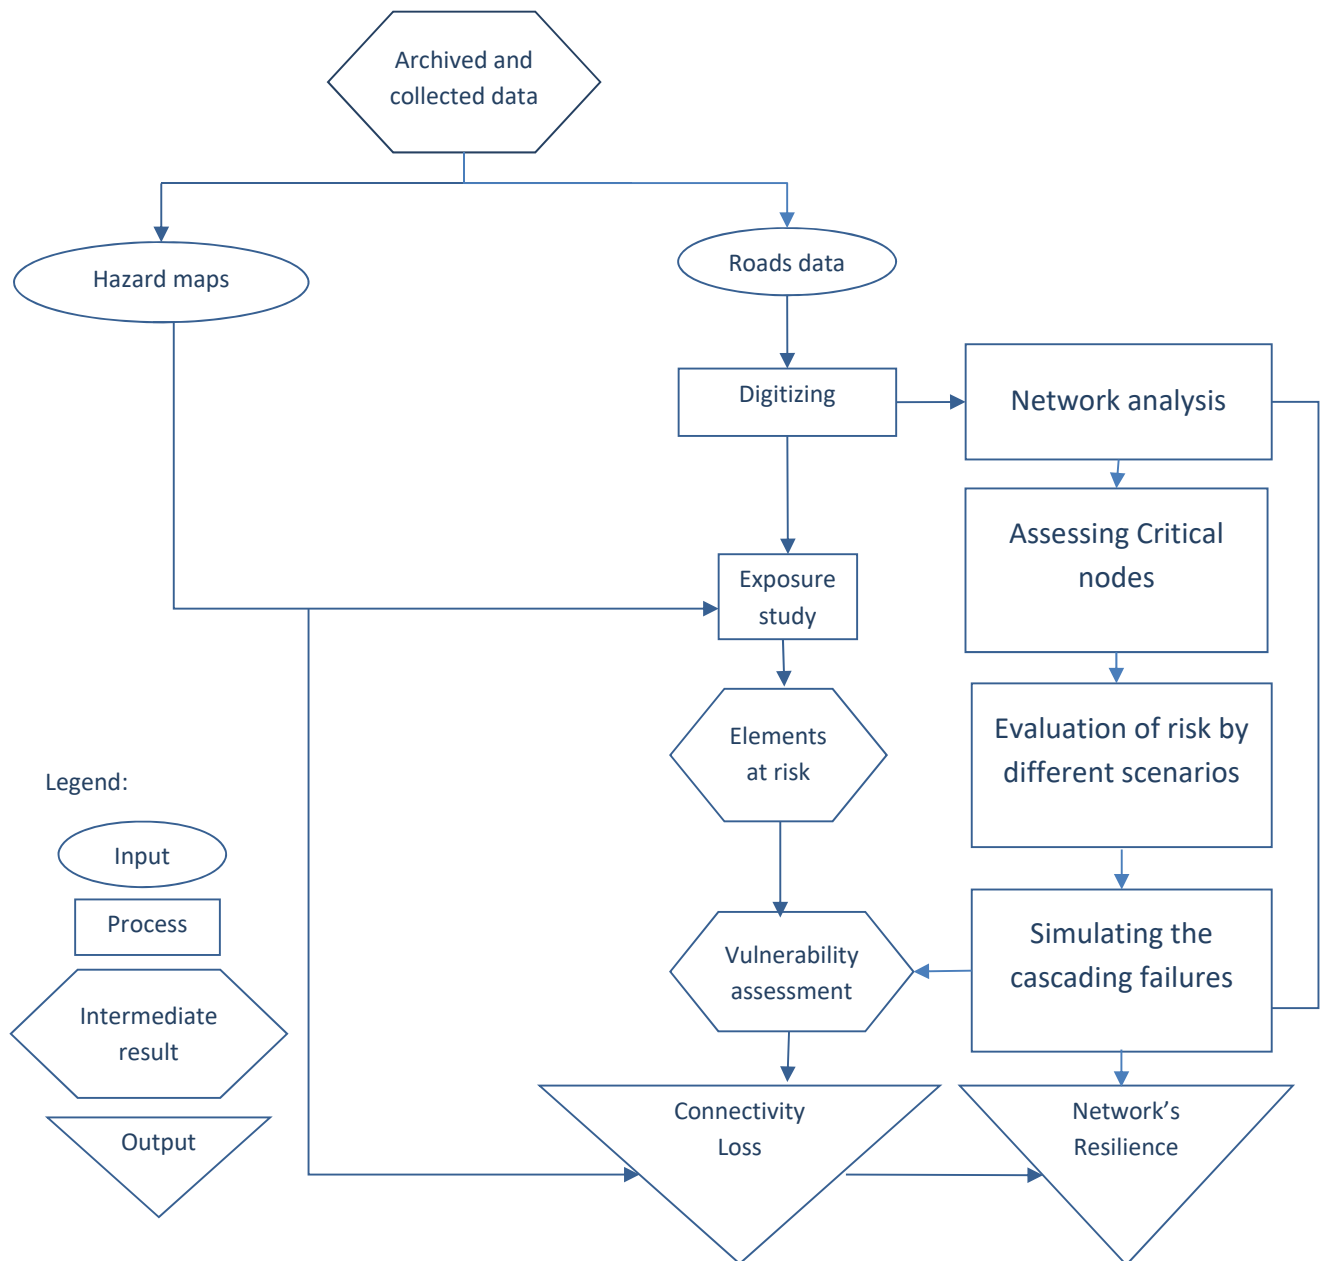 Archived and
collected data
Hazard maps
Roads data
Digitizing
Network analysis
Assessing Critical
nodes
Exposure
study
Elements
at risk
Evaluation of risk by
different scenarios
Legend:
Input
Process
Intermediate
result
Output
Vulnerability
assessment
Simulating the
cascading failures
Connectivity
Loss
Network’s
Resilience